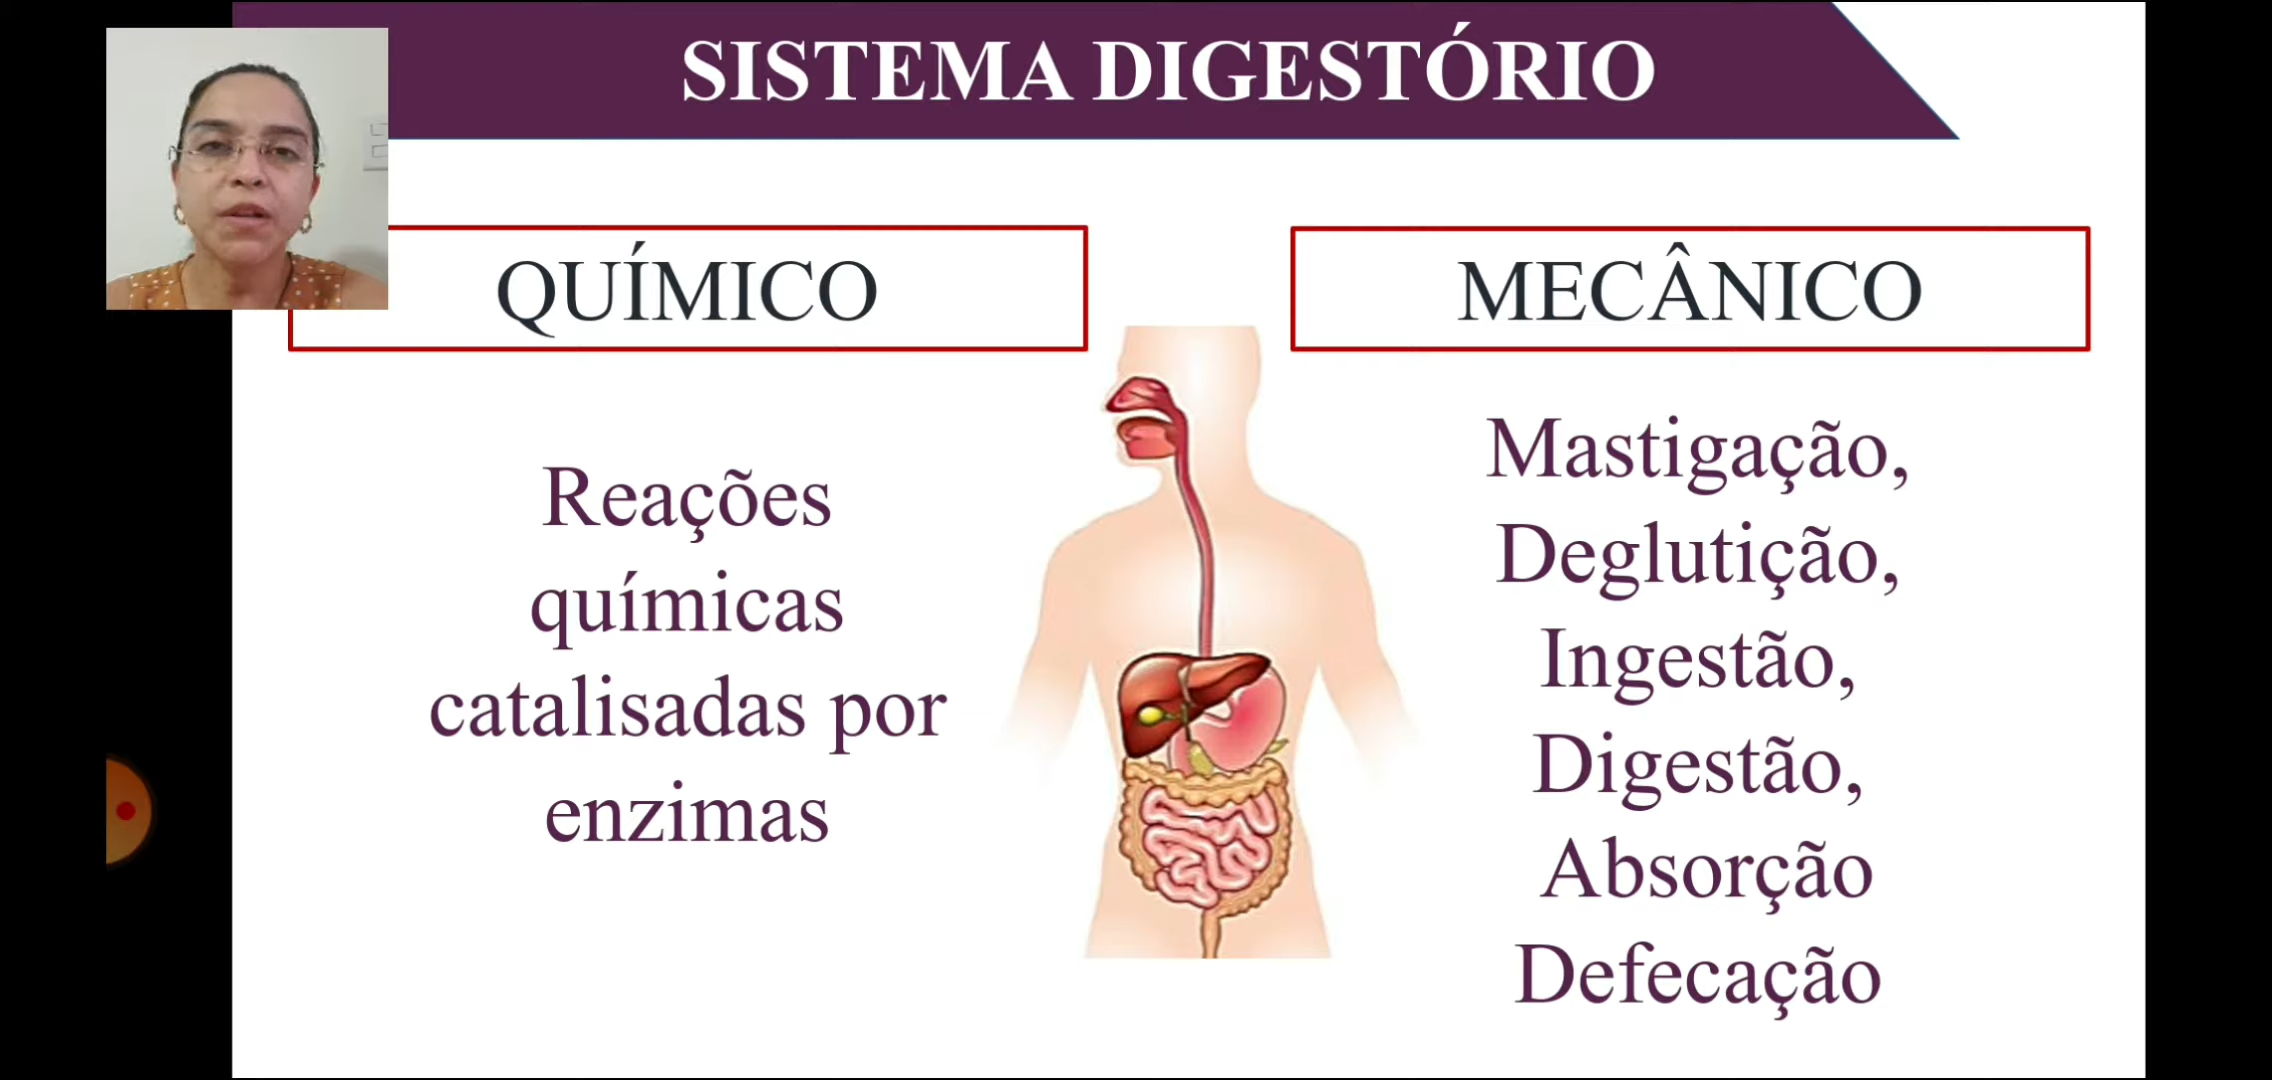 SISTEMA DIGESTÓRIO
QUÍMICO
Reações
químicas
catalisadas por
enzimas
MECÂNICO
Mastigação,
Deglutição,
Ingestão,
Digestão,
Absorção
Defecação